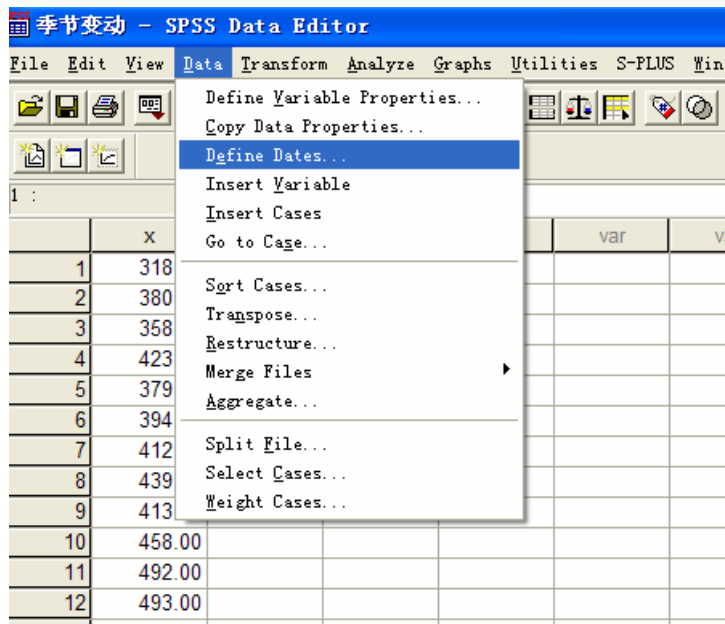 季节变动 - SPSS Data Editor
File Edit View Data Transform Analyze Graphs Utilities S-PLUS Win
Define Variable Properties...
Copy Data Properties...
Define Dates...
Insert Variable
1 :
Insert Cases
x var
Go to Case...
1 318
Sort Cases...
2 380
Transpose...
3 358
Restructure...
4 423
Merge Files
5 379
Aggregate...
6 394
7 412
Split File...
8 439
Select Cases...
9 413
Weight Cases...
10 458.00
11 492.00
12 493.00